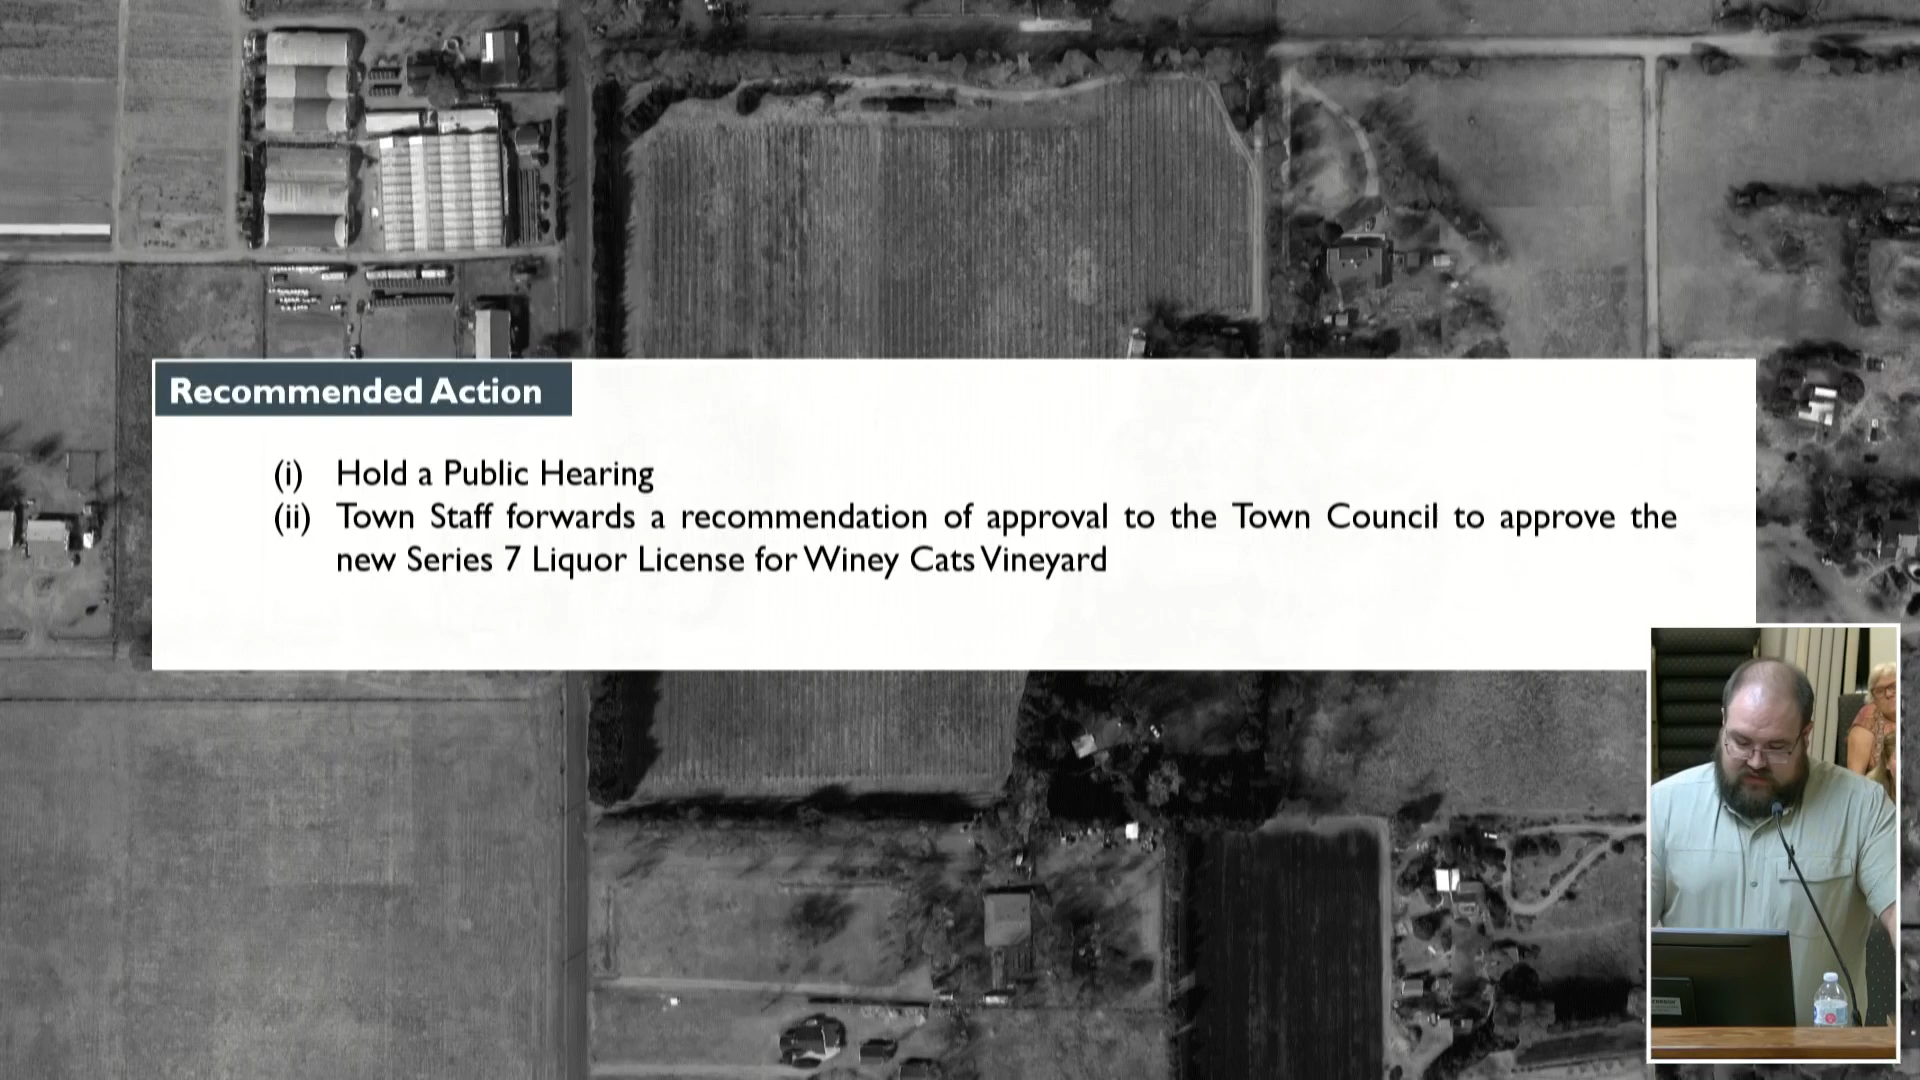 Recommended Action
(i) Hold a Public Hearing
(ii) Town Staff forwards a recommendation of approval to the Town Council to approve the
new Series 7 Liquor License for Winey Cats Vineyard